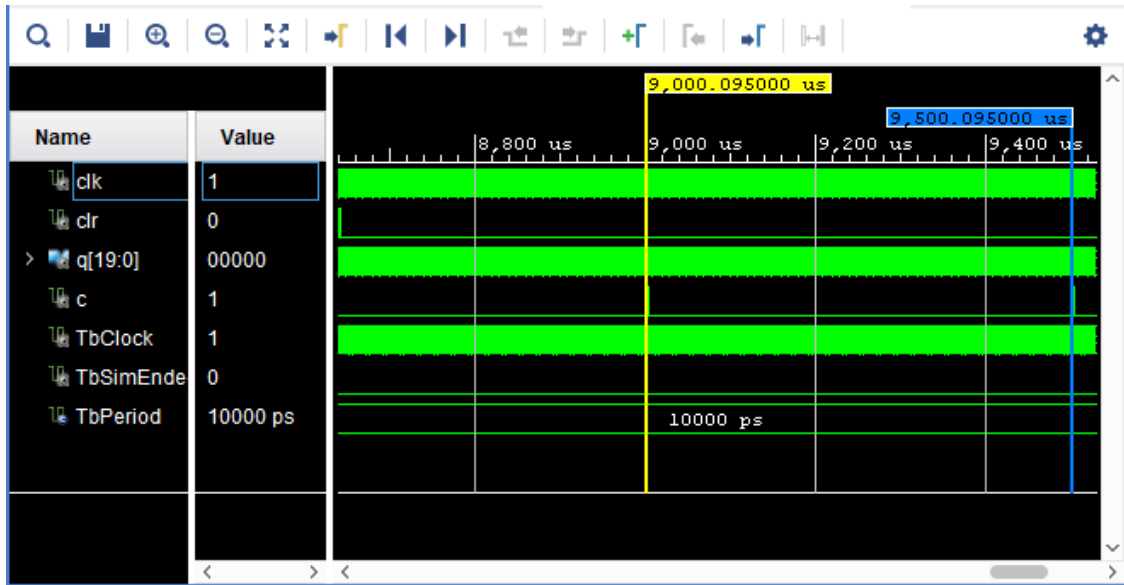 9,000.095000 us
9,500.095000 us
Name Value
8,800 us 9,000 us 9,200 us 9,400 us
clk 1
clr 0
q[19:0] 00000
c 1
TbClock 1
TbSimEnde 0
TbPeriod 10000 ps 10000 ps